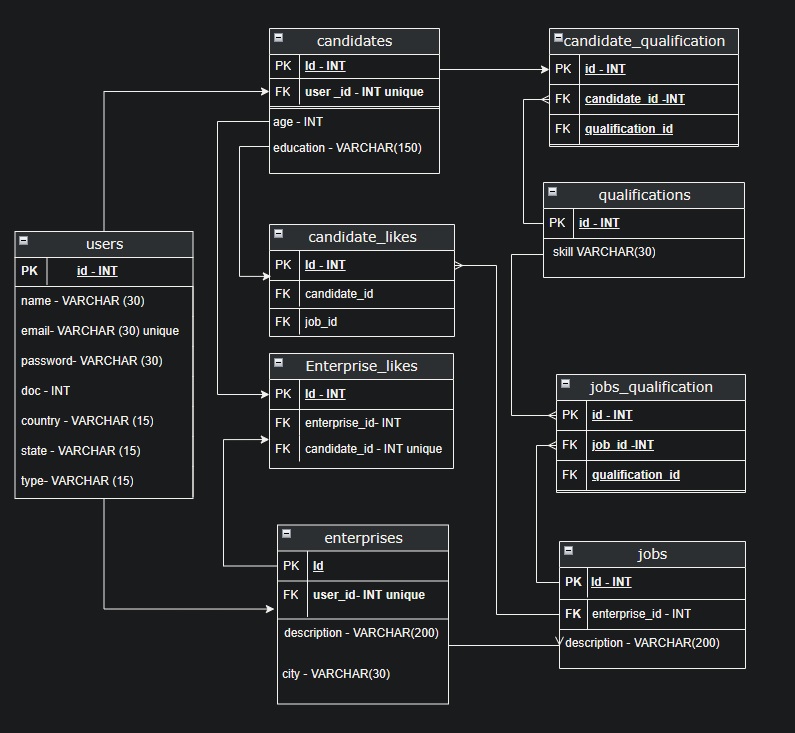 candidates
PK Id - INT
FK user _id - INT unique
age - INT
education - VARCHAR(150)
candidate_qualification
PK id - INT
FK candidate_id -INT
FK qualification_id
qualifications
PK id - INT
skill VARCHAR(30)
users
PK id - INT
name - VARCHAR (30)
email- VARCHAR (30) unique
password- VARCHAR (30)
doc - INT
country - VARCHAR (15)
state - VARCHAR (15)
type- VARCHAR (15)
candidate_likes
PK Id - INT
FK candidate_id
FK job_id
Enterprise_likes
PK Id - INT
FK enterprise_id- INT
FK candidate_id - INT unique
jobs_qualification
PK id - INT
FK job_id -INT
FK qualification_id
enterprises
PK Id
FK user_id- INT unique
description - VARCHAR(200)
city - VARCHAR(30)
jobs
PK Id - INT
FK enterprise_id - INT
description - VARCHAR(200)